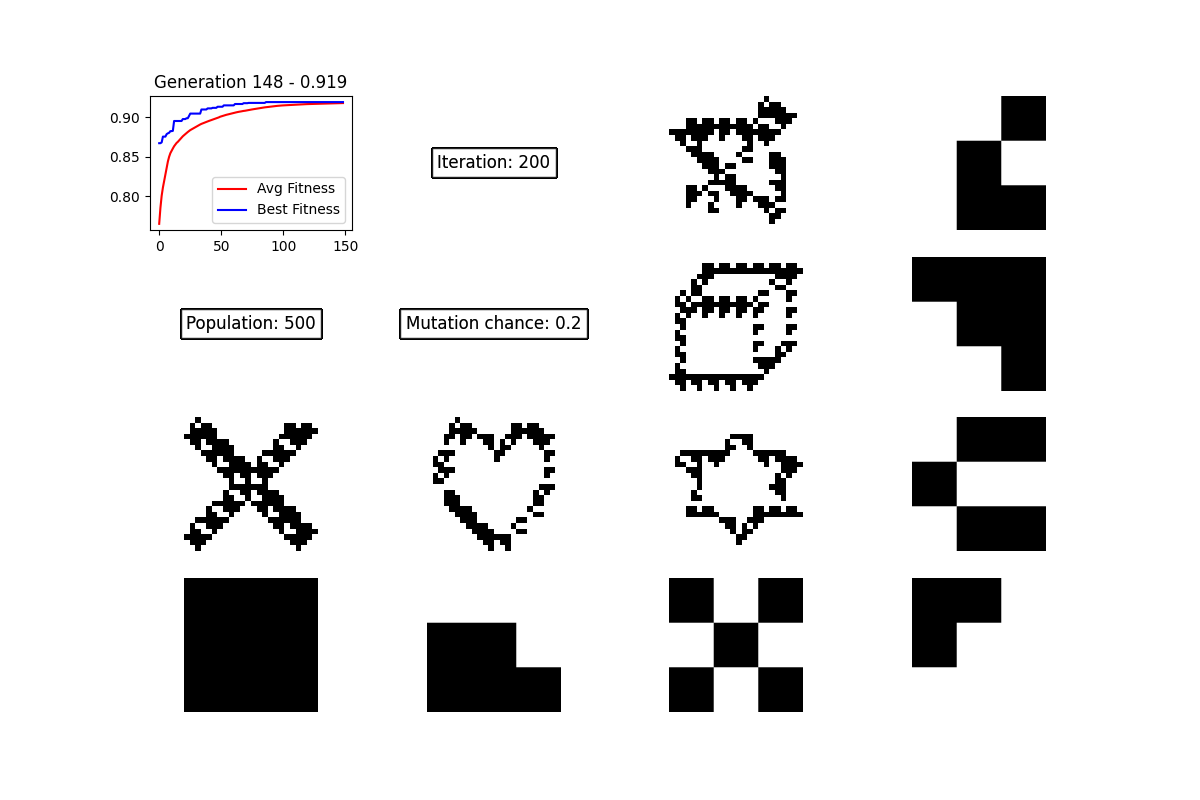 Generation 148 - 0.919
0.90
0.85
0.80
Avg Fitness
Best Fitness
0 50 100 150
Iteration: 200
Population: 500
Mutation chance: 0.2